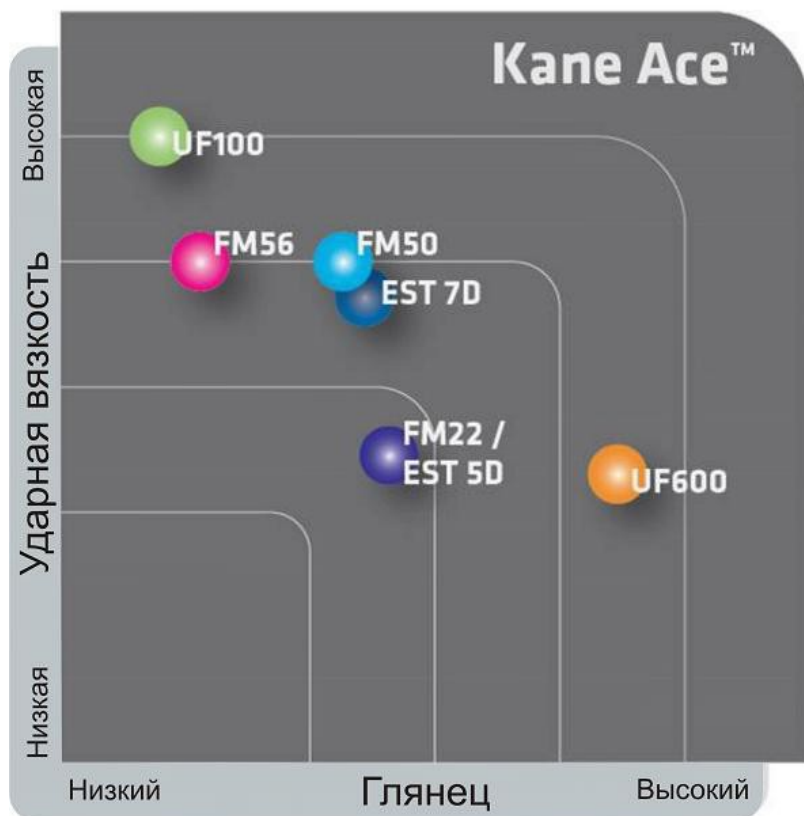 Kane Ace™
Высокая
UF100
FM56
FM50
EST 7D
Ударная вязкость
FM22 /
EST 5D
UF600
Низкая
Низкий
Глянец
Высокий